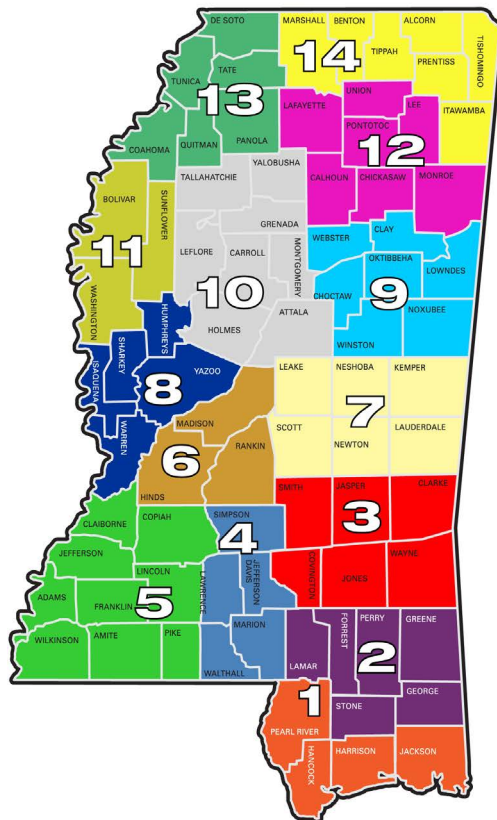 DE SOTO
MARSHALL
BENTON
ALCORN
TISHOMINGO
TIPPAH
PRENTISS
14
TUNICA
TATE
13
PANOLA
QUITMAN
COAHOMA
LAFAYETTE
UNION
LEE
ITAWAMBA
PONTOTOC
12
CALHOUN
CHICKASAW
MONROE
TALLAHATCHIE
YALOBUSHA
GRENADA
BOLIVAR
SUNFLOWER
11
WASHINGTON
LEFLORE
CARROLL
MONTGOMERY
10
HOLMES
ATTALA
WEBSTER
CLAY
OKTIBBEHA
LOWNDES
CHOCTAW
9
NOXUBEE
WINSTON
HUMPHREYS
SHARKEY
ISAQUENA
8
YAZOO
WARREN
LEAKE
NESHOBA
KEMPER
7
SCOTT
NEWTON
LAUDERDALE
MADISON
6
RANKIN
HINDS
SMITH
JASPER
CLARKE
3
COVINGTON
JONES
WAYNE
CLAIBORNE
COPIAH
SIMPSON
4
JEFFERSON
LINCOLN
LAWRENCE
JEFFERSON
DAVIS
ADAMS
FRANKLIN
5
WILKINSON
AMITE
PIKE
MARION
WALTHALL
FORREST
PERRY
GREENE
LAMAR
2
GEORGE
STONE
1
PEARL RIVER
HANCOCK
HARRISON
JACKSON